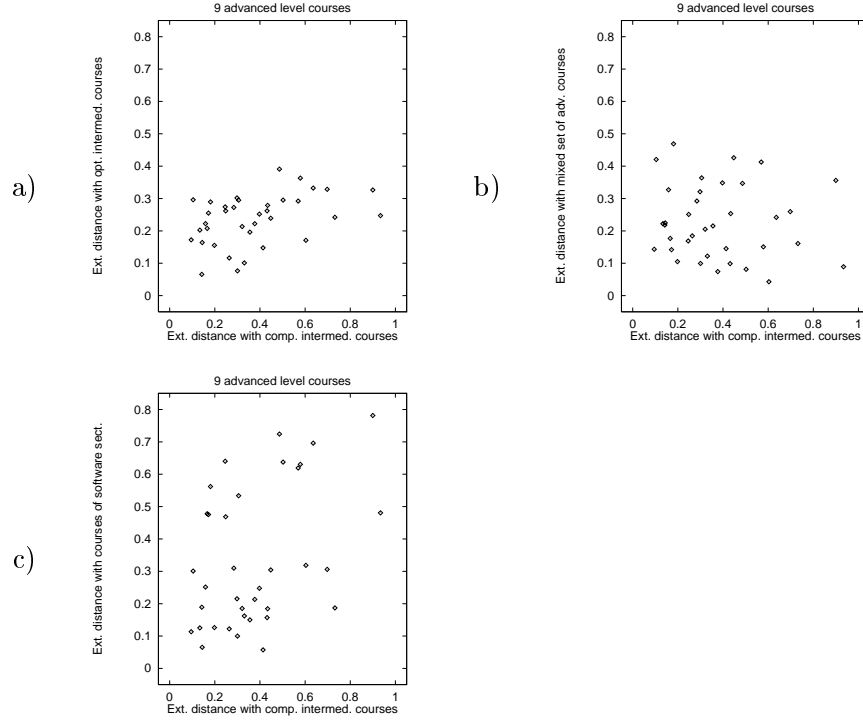 9 advanced level courses
0.8
0.7
0.6
0.5
0.4
0.3
0.2
0.1
0
0 0.2 0.4 0.6 0.8 1
Ext. distance with comp. intermed. courses
Ext. distance with opt. intermed. courses
a)
9 advanced level courses
0.8
0.7
0.6
0.5
0.4
0.3
0.2
0.1
0
0 0.2 0.4 0.6 0.8 1
Ext. distance with comp. intermed. courses
Ext. distance with mixed set of adv. courses
b)
9 advanced level courses
0.8
0.7
0.6
0.5
0.4
0.3
0.2
0.1
0
0 0.2 0.4 0.6 0.8 1
Ext. distance with comp. intermed. courses
Ext. distance with courses of software sect.
c)